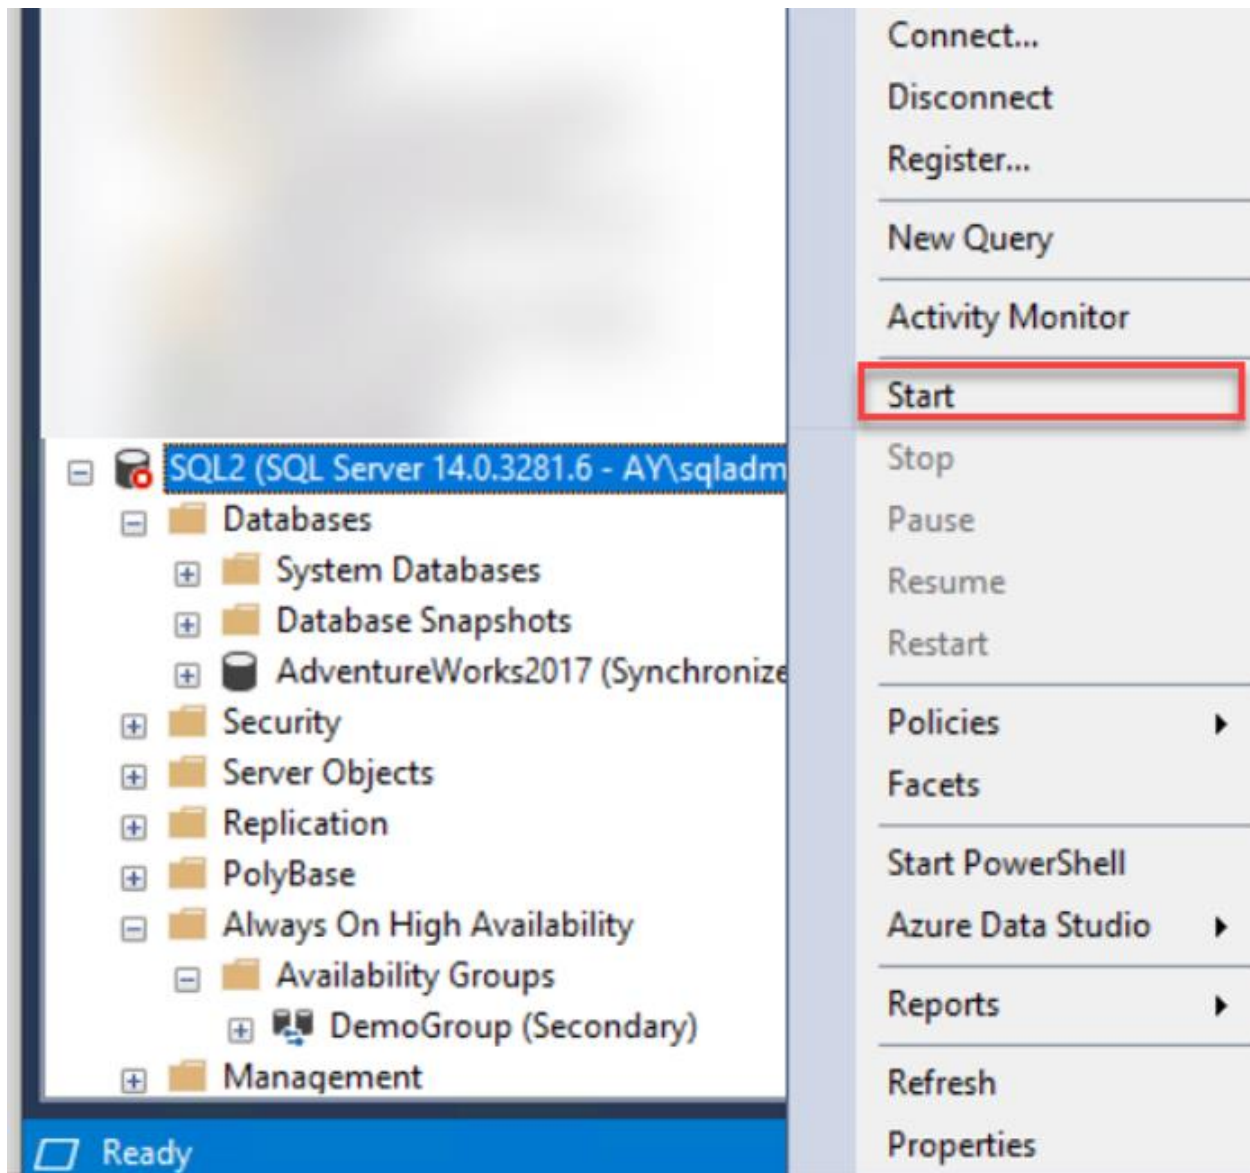 Connect...
Disconnect
Register...
New Query
Activity Monitor
Start
Stop
Pause
Resume
Restart
Policies
Facets
Start PowerShell
Azure Data Studio
Reports
Refresh
Properties
SQL2 (SQL Server 14.0.3281.6 - AY\sqladm
Databases
System Databases
Database Snapshots
AdventureWorks2017 (Synchronize
Security
Server Objects
Replication
PolyBase
Always On High Availability
Availability Groups
DemoGroup (Secondary)
Management
Ready